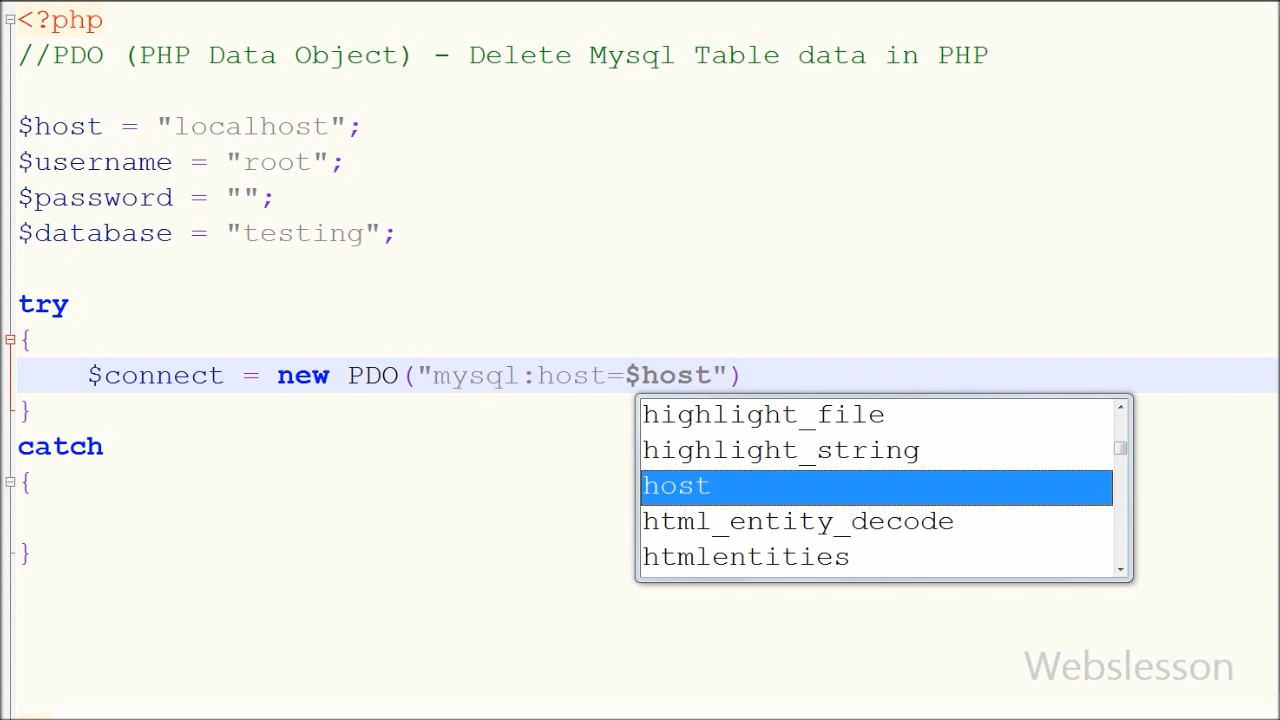 <?php
//PDO (PHP Data Object) - Delete Mysql Table data in PHP
$host = "localhost";
$username = "root";
$password = "";
$database = "testing";
try
{
$connect = new PDO("mysql:host=$host")
}
catch
{
}
highlight_file
highlight_string
host
html_entity_decode
htmlentities
Webslesson